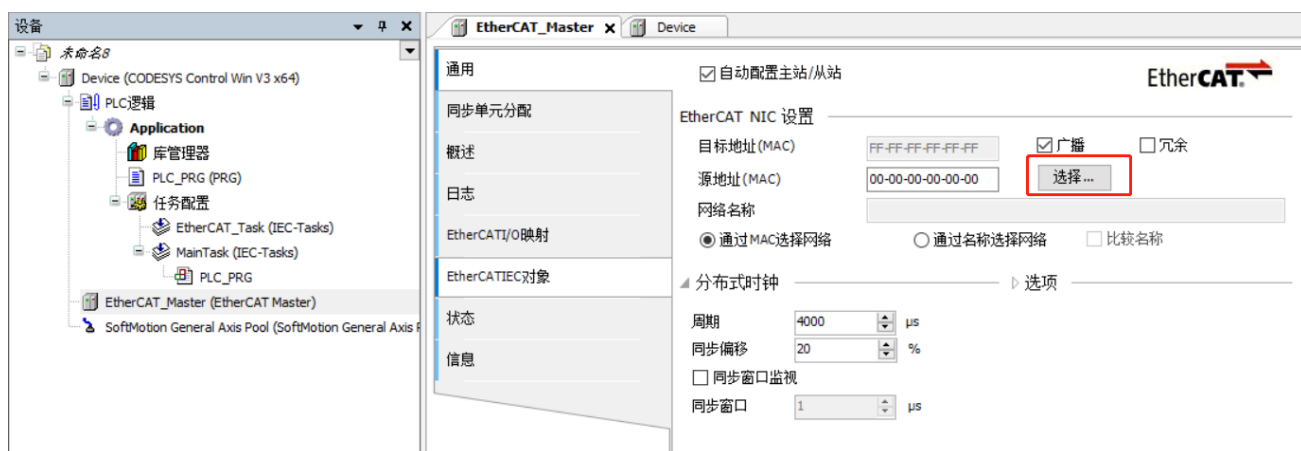 设备
未命名8
Device (CODESYS Control Win V3 x64)
PLC逻辑
Application
库管理器
PLC_PRG (PRG)
任务配置
EtherCAT_Task (IEC-Tasks)
MainTask (IEC-Tasks)
PLC_PRG
EtherCAT_Master (EtherCAT Master)
SoftMotion General Axis Pool (SoftMotion General Axis
EtherCAT_Master
Device
通用
同步单元分配
概述
日志
EtherCATI/O映射
EtherCATIEC对象
状态
信息
自动配置主站/从站
EtherCAT
EtherCAT NIC 设置
目标地址(MAC) FF-FF-FF-FF-FF-FF 广播 冗余
源地址(MAC) 00-00-00-00-00-00 选择...
网络名称
通过MAC选择网络 通过名称选择网络 比较名称
分布式时钟 选项
周期 4000 µs
同步偏移 20 %
同步窗口监视
同步窗口 1 µs